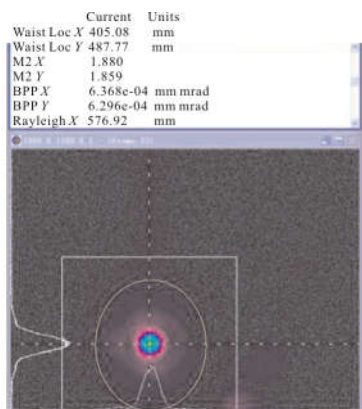 Current Units
Waist Loc X 405.08 mm
Waist Loc Y 487.77 mm
M2 X 1.880
M2 Y 1.859
BPP X 6.368e-04 mm mrad
BPP Y 6.296e-04 mm mrad
Rayleigh X 576.92 mm